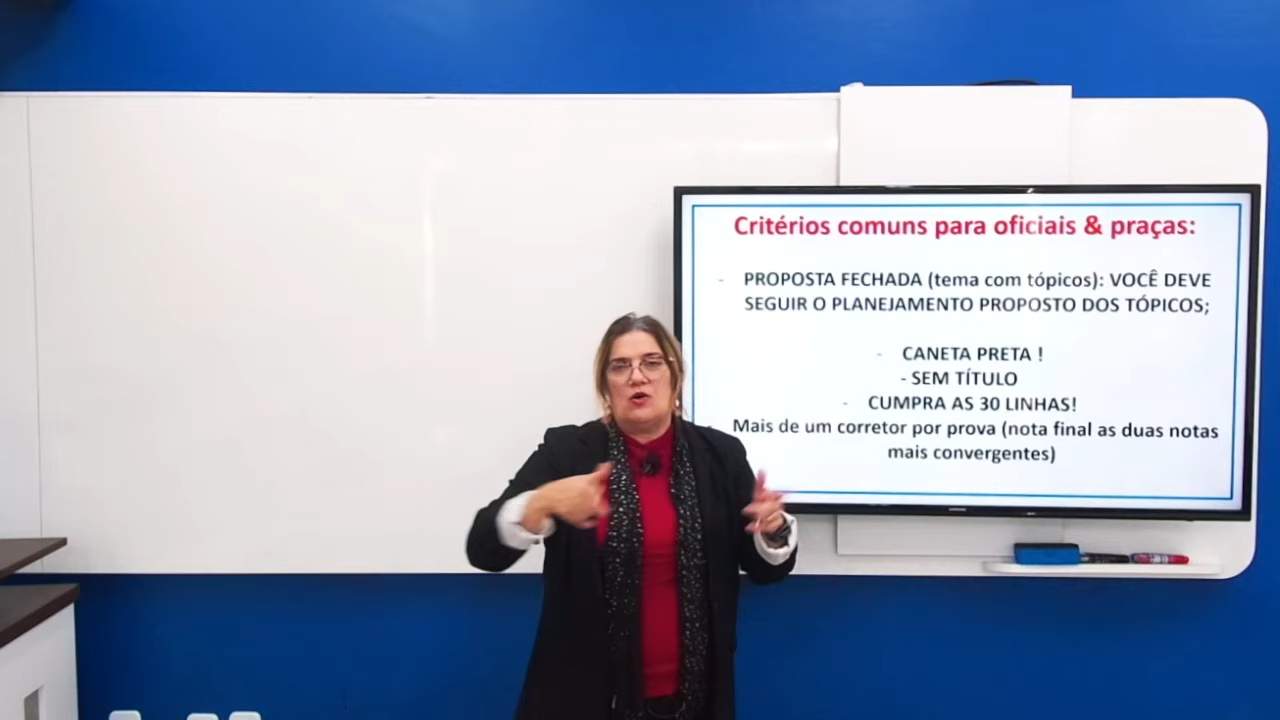 Critérios comuns para oficiais & praças:
- PROPOSTA FECHADA (tema com tópicos): VOCÊ DEVE
SEGUIR O PLANEJAMENTO PROPOSTO DOS TÓPICOS;
- CANETA PRETA !
- SEM TÍTULO
- CUMPRA AS 30 LINHAS!
Mais de um corretor por prova (nota final as duas notas
mais convergentes)